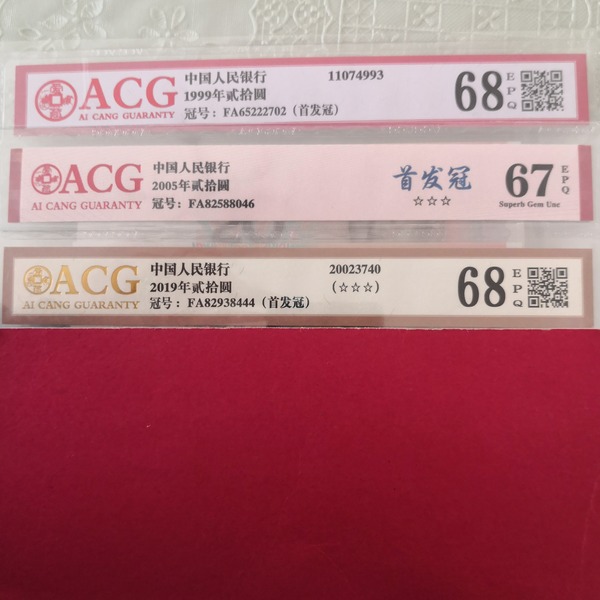 ACG
AI CANG GUARANTY
中国人民银行 11074993
1999年贰拾圆
冠号：FA65222702（首发冠）
68 EPQ
ACG
AI CANG GUARANTY
中国人民银行
2005年贰拾圆
冠号：FA82588046
首发冠
☆☆☆
67 EPQ
Superb Gem Unc
ACG
AI CANG GUARANTY
中国人民银行 20023740
2019年贰拾圆 (☆☆☆)
冠号：FA82938444（首发冠）
68 EPQ